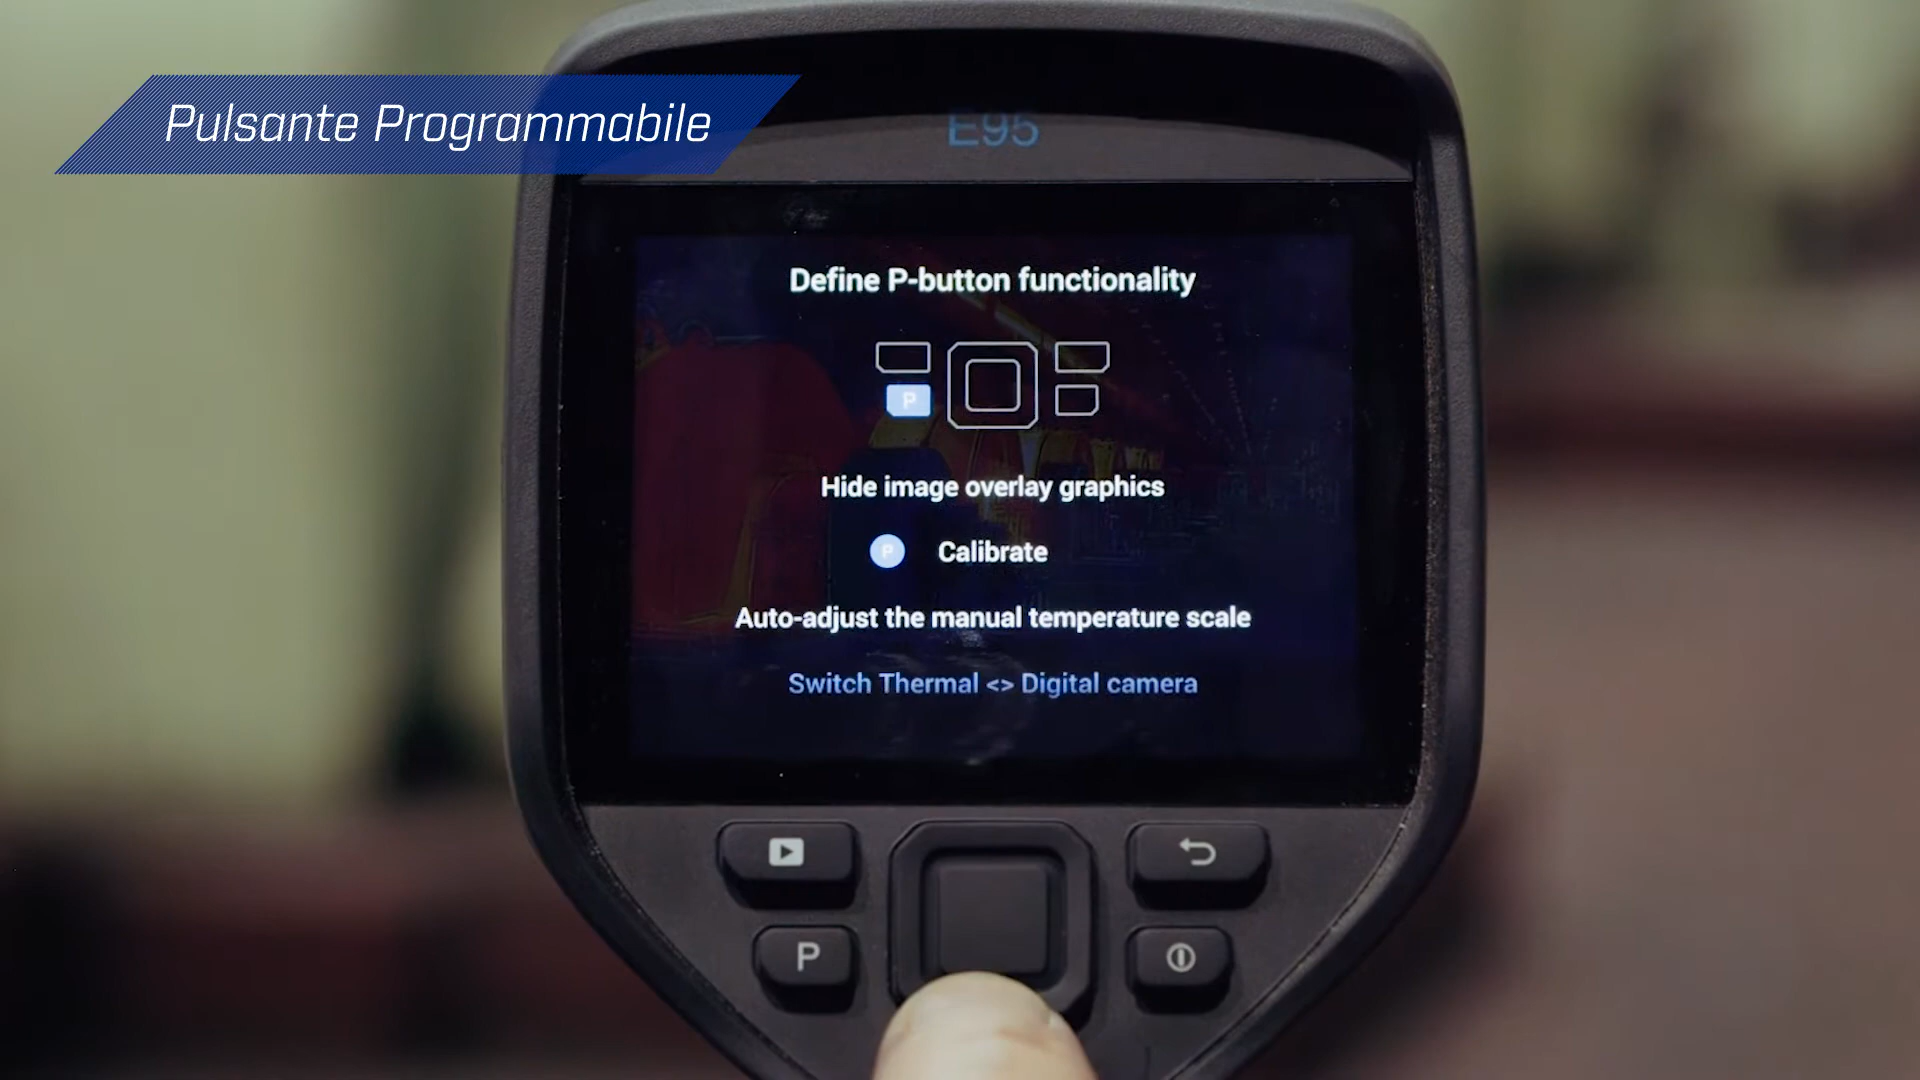 Pulsante Programmabile
E95
Define P-button functionality
P
Hide image overlay graphics
P Calibrate
Auto-adjust the manual temperature scale
Switch Thermal <> Digital camera
P